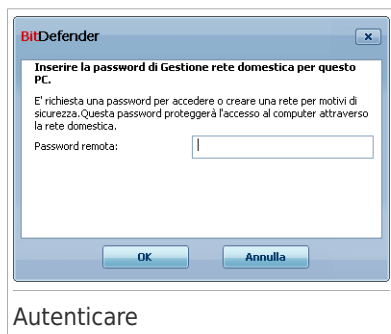 BitDefender
Inserire la password di Gestione rete domestica per questo
PC.
E' richiesta una password per accedere o creare una rete per motivi di
sicurezza.Questa password proteggerà l'accesso al computer attraverso
la rete domestica.
Password remota:
OK Annulla
Autenticare